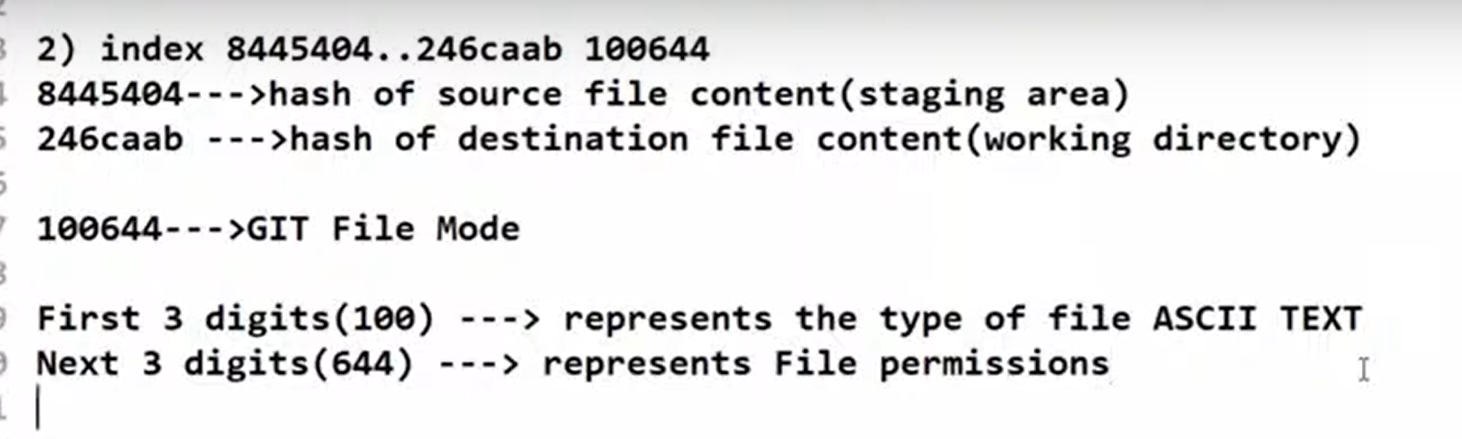 2) index 8445404..246caab 100644
8445404--->hash of source file content(staging area)
246caab --->hash of destination file content(working directory)
100644--->GIT File Mode
First 3 digits(100) ---> represents the type of file ASCII TEXT
Next 3 digits(644) ---> represents File permissions